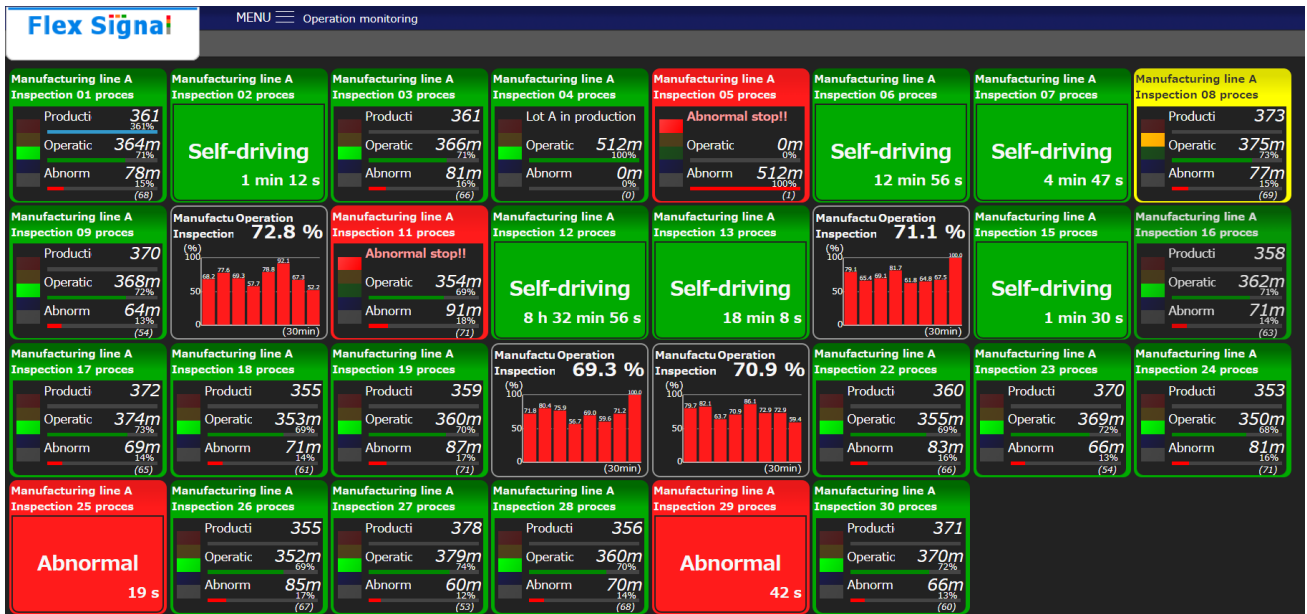 Flex Signal
MENU Operation monitoring
Manufacturing line A
Inspection 01 proces
Producti 361
361%
Operatic 364m
71%
Abnorm 78m
15%
(68)
Manufacturing line A
Inspection 02 proces
Self-driving
1 min 12 s
Manufacturing line A
Inspection 03 proces
Producti 361
Operatic 366m
71%
Abnorm 81m
16%
(66)
Manufacturing line A
Inspection 04 proces
Lot A in production
Operatic 512m
100%
Abnorm 0m
0%
(0)
Manufacturing line A
Inspection 05 proces
Abnormal stop!!
Operatic 0m
0%
Abnorm 512m
100%
(1)
Manufacturing line A
Inspection 06 proces
Self-driving
12 min 56 s
Manufacturing line A
Inspection 07 proces
Self-driving
4 min 47 s
Manufacturing line A
Inspection 08 proces
Producti 373
Operatic 375m
73%
Abnorm 77m
15%
(69)
Manufacturing line A
Inspection 09 proces
Producti 370
Operatic 368m
72%
Abnorm 64m
13%
(54)
Manufactu Operation
Inspection 72.8 %
(%)
100
50
0
68.2 77.6 69.3 57.7 78.8 92.1 67.3 52.2
(30min)
Manufacturing line A
Inspection 11 proces
Abnormal stop!!
Operatic 354m
69%
Abnorm 91m
18%
(71)
Manufacturing line A
Inspection 12 proces
Self-driving
8 h 32 min 56 s
Manufacturing line A
Inspection 13 proces
Self-driving
18 min 8 s
Manufactu Operation
Inspection 71.1 %
(%)
100
50
0
79.1 65.4 69.1 81.7 61.8 64.8 67.5 100.0
(30min)
Manufacturing line A
Inspection 15 proces
Self-driving
1 min 30 s
Manufacturing line A
Inspection 16 proces
Producti 358
Operatic 362m
71%
Abnorm 71m
14%
(63)
Manufacturing line A
Inspection 17 proces
Producti 372
Operatic 374m
73%
Abnorm 69m
14%
(65)
Manufacturing line A
Inspection 18 proces
Producti 355
Operatic 353m
69%
Abnorm 71m
14%
(61)
Manufacturing line A
Inspection 19 proces
Producti 359
Operatic 360m
70%
Abnorm 87m
17%
(71)
Manufactu Operation
Inspection 69.3 %
(%)
100
50
0
71.8 80.4 75.9 56.7 69.0 59.6 71.2 100.0
(30min)
Manufactu Operation
Inspection 70.9 %
(%)
100
50
0
79.7 82.1 63.7 70.9 86.1 72.9 72.9 59.4
(30min)
Manufacturing line A
Inspection 22 proces
Producti 360
Operatic 355m
69%
Abnorm 83m
16%
(66)
Manufacturing line A
Inspection 23 proces
Producti 370
Operatic 369m
72%
Abnorm 66m
13%
(54)
Manufacturing line A
Inspection 24 proces
Producti 353
Operatic 350m
68%
Abnorm 81m
16%
(71)
Manufacturing line A
Inspection 25 proces
Abnormal
19 s
Manufacturing line A
Inspection 26 proces
Producti 355
Operatic 352m
69%
Abnorm 85m
17%
(67)
Manufacturing line A
Inspection 27 proces
Producti 378
Operatic 379m
74%
Abnorm 60m
12%
(53)
Manufacturing line A
Inspection 28 proces
Producti 356
Operatic 360m
70%
Abnorm 70m
14%
(68)
Manufacturing line A
Inspection 29 proces
Abnormal
42 s
Manufacturing line A
Inspection 30 proces
Producti 371
Operatic 370m
72%
Abnorm 66m
13%
(60)